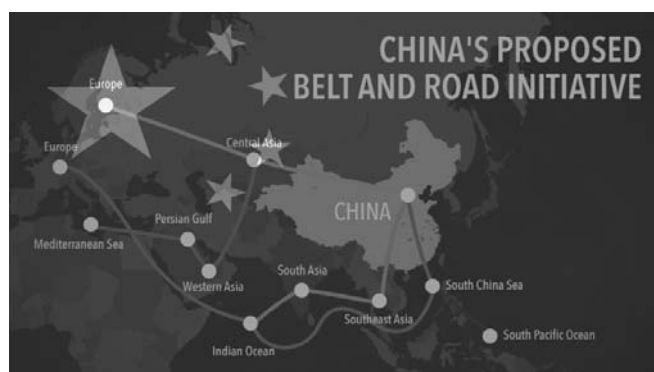 CHINA'S PROPOSED
BELT AND ROAD INITIATIVE
Europe
Europe
Central Asia
CHINA
Persian Gulf
Mediterranean Sea
Western Asia
South Asia
South China Sea
Southeast Asia
Indian Ocean
South Pacific Ocean